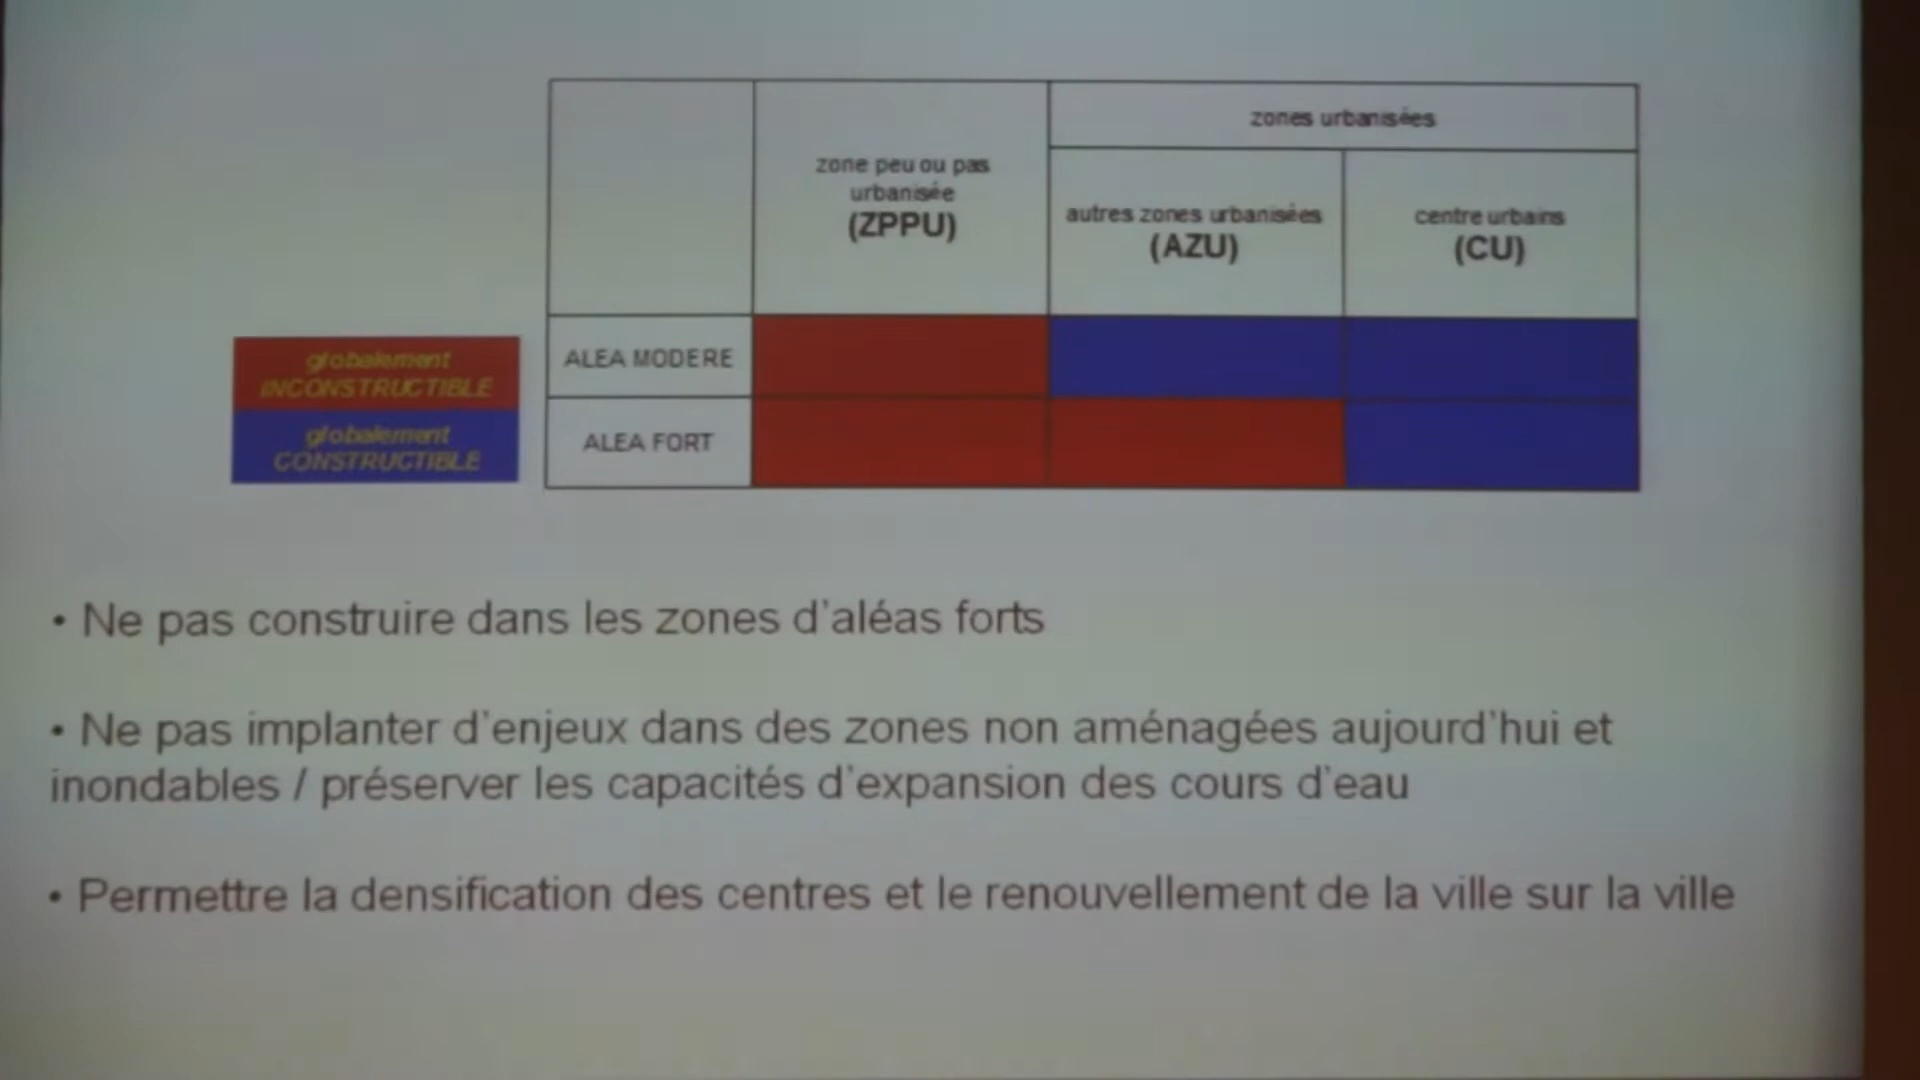 zones urbanisées
zone peu ou pas
urbanisée
(ZPPU)
autres zones urbanisées
(AZU)
centre urbains
(CU)
globalement
INCONSTRUCTIBLE
globalement
CONSTRUCTIBLE
ALEA MODERE
ALEA FORT
• Ne pas construire dans les zones d'aléas forts
• Ne pas implanter d'enjeux dans des zones non aménagées aujourd'hui et
inondables / préserver les capacités d'expansion des cours d'eau
• Permettre la densification des centres et le renouvellement de la ville sur la ville